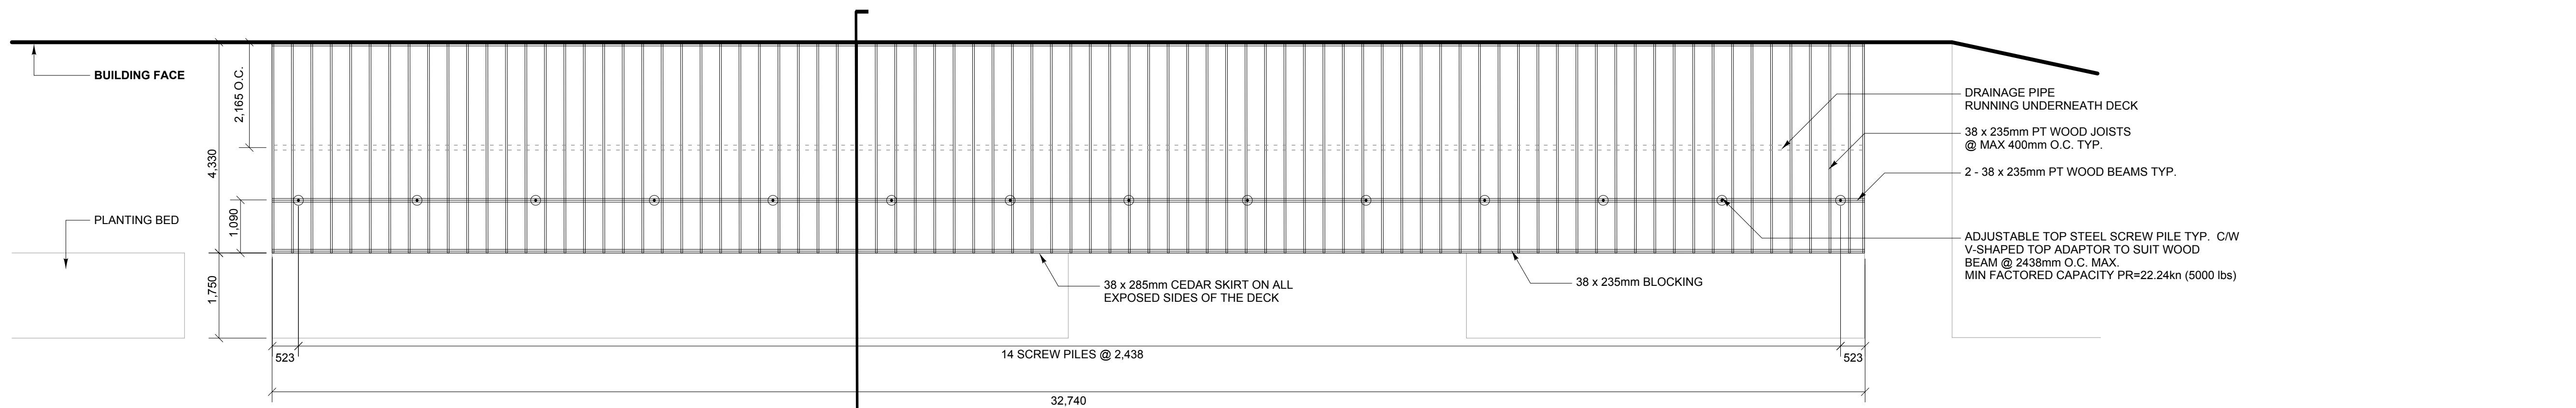 BUILDING FACE
2,165 O.C.
4,330
1,090
PLANTING BED
1,750
DRAINAGE PIPE
RUNNING UNDERNEATH DECK
38 x 235mm PT WOOD JOISTS
@ MAX 400mm O.C. TYP.
2 - 38 x 235mm PT WOOD BEAMS TYP.
ADJUSTABLE TOP STEEL SCREW PILE TYP. C/W
V-SHAPED TOP ADAPTOR TO SUIT WOOD
BEAM @ 2438mm O.C. MAX.
MIN FACTORED CAPACITY PR=22.24kn (5000 lbs)
38 x 285mm CEDAR SKIRT ON ALL
EXPOSED SIDES OF THE DECK
38 x 235mm BLOCKING
523
14 SCREW PILES @ 2,438
523
32,740